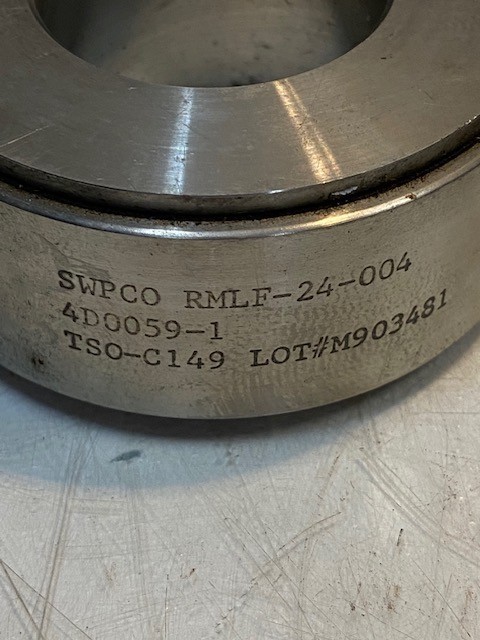 SWPCO RMLF-24-004
4D0059-1
TSO-C149 LOT#M903481